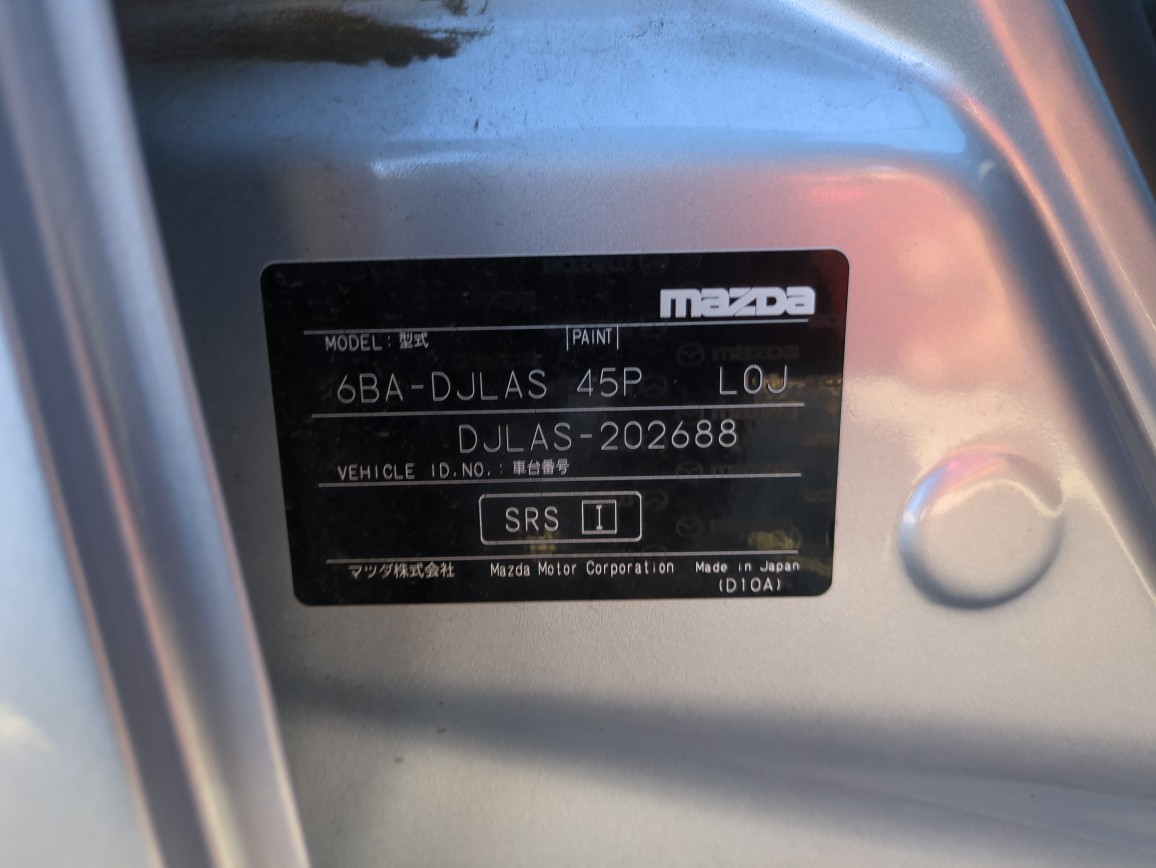 mazda
MODEL : 型式 PAINT
6BA-DJLAS 45P L0J
DJLAS-202688
VEHICLE ID.NO.: 車台番号
SRS I
マツダ株式会社 Mazda Motor Corporation Made in Japan
(D10A)